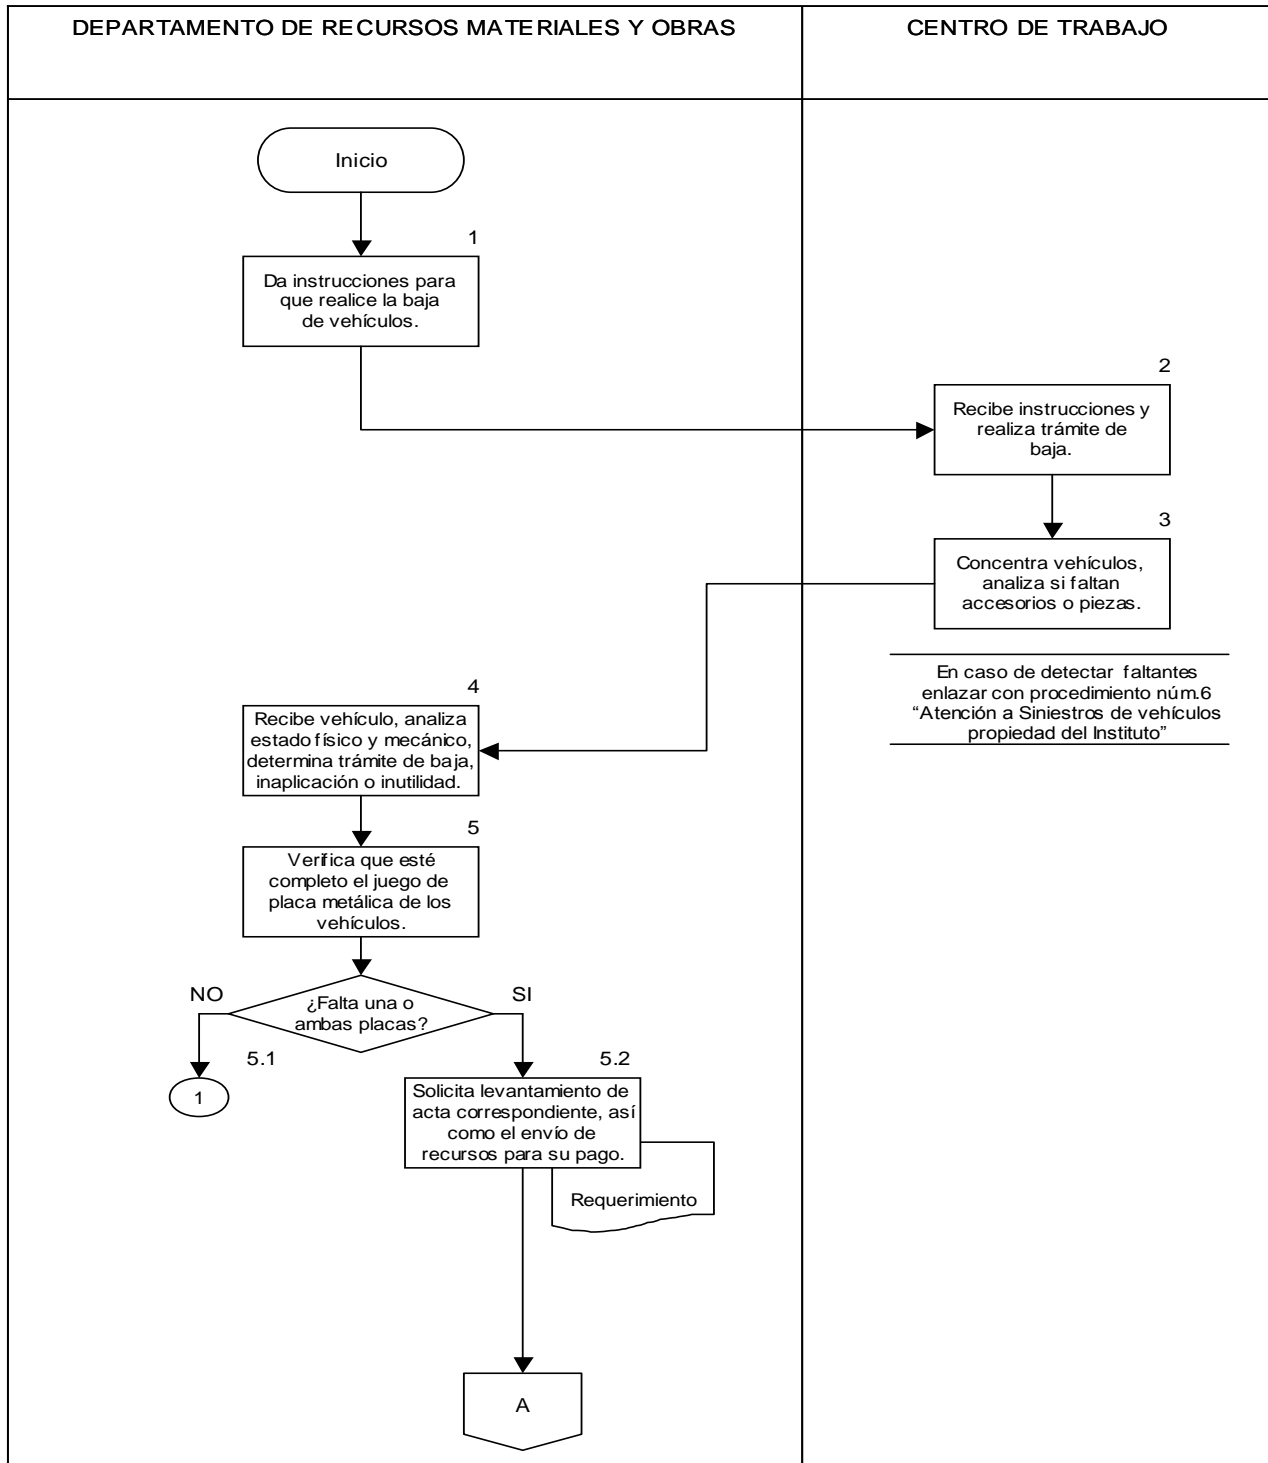 DEPARTAMENTO DE RECURSOS MATERIALES Y OBRAS
CENTRO DE TRABAJO
Inicio
1
Da instrucciones para
que realice la baja
de vehículos.
2
Recibe instrucciones y
realiza trámite de
baja.
3
Concentra vehículos,
analiza si faltan
accesorios o piezas.
En caso de detectar faltantes
enlazar con procedimiento núm.6
“Atención a Siniestros de vehículos
propiedad del Instituto”
4
Recibe vehículo, analiza
estado físico y mecánico,
determina trámite de baja,
inaplicación o inutilidad.
5
Verifica que esté
completo el juego de
placa metálica de los
vehículos.
¿Falta una o
ambas placas?
NO
SI
5.1
1
5.2
Solicita levantamiento de
acta correspondiente, así
como el envío de
recursos para su pago.
Requerimiento
A